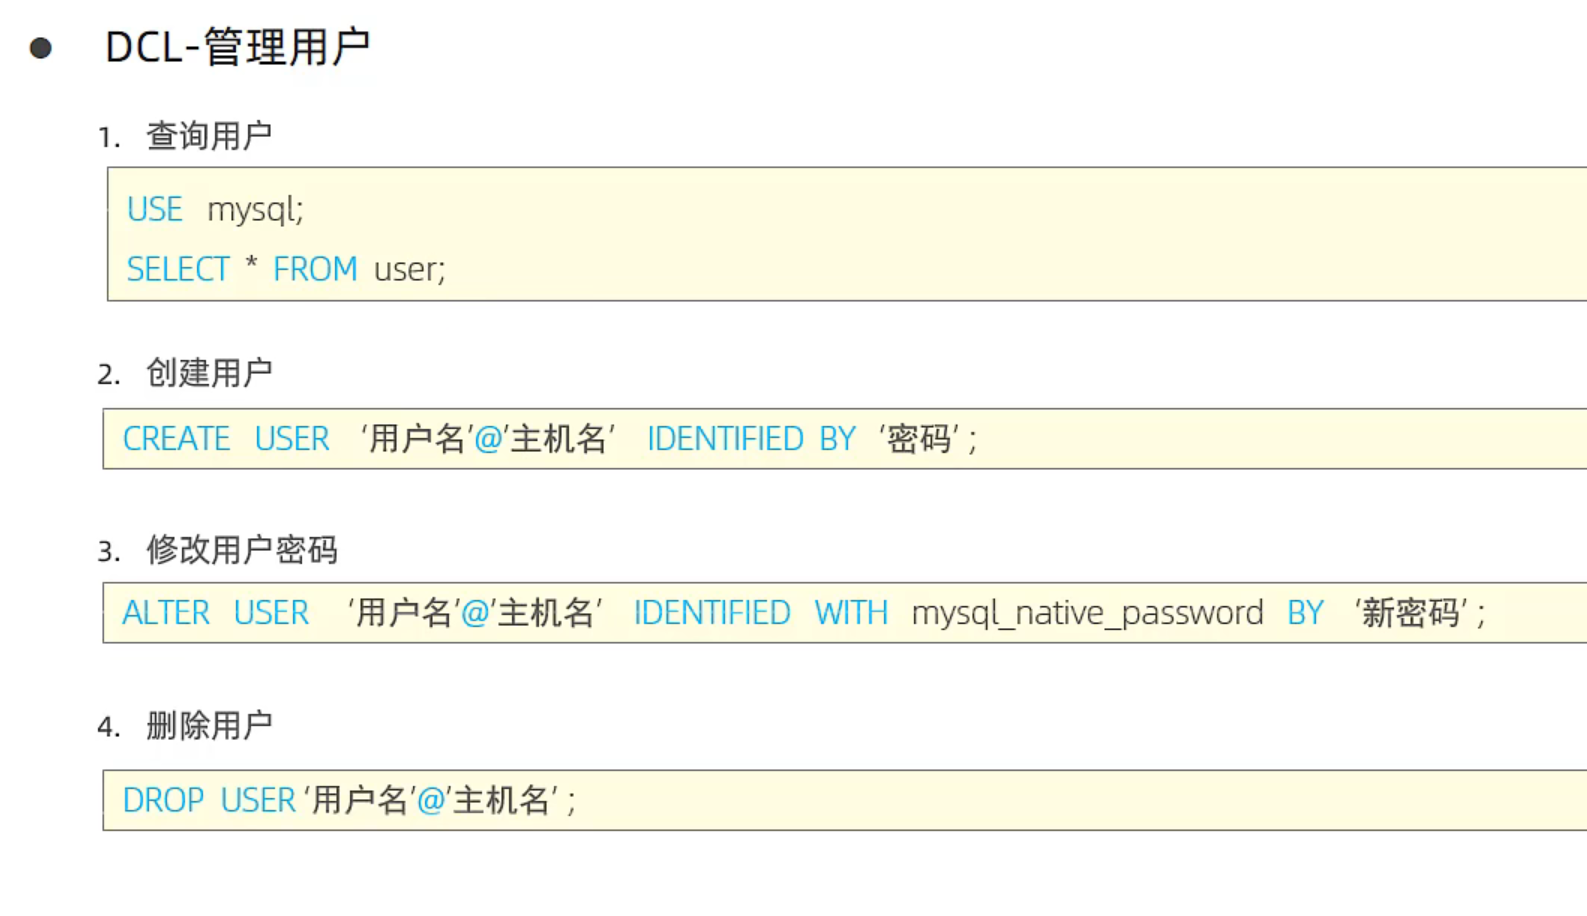 ● DCL-管理用户
1. 查询用户
USE mysql;
SELECT * FROM user;
2. 创建用户
CREATE USER ‘用户名’@’主机名’ IDENTIFIED BY ‘密码’ ;
3. 修改用户密码
ALTER USER ‘用户名’@’主机名’ IDENTIFIED WITH mysql_native_password BY ‘新密码’ ;
4. 删除用户
DROP USER ‘用户名’@’主机名’ ;